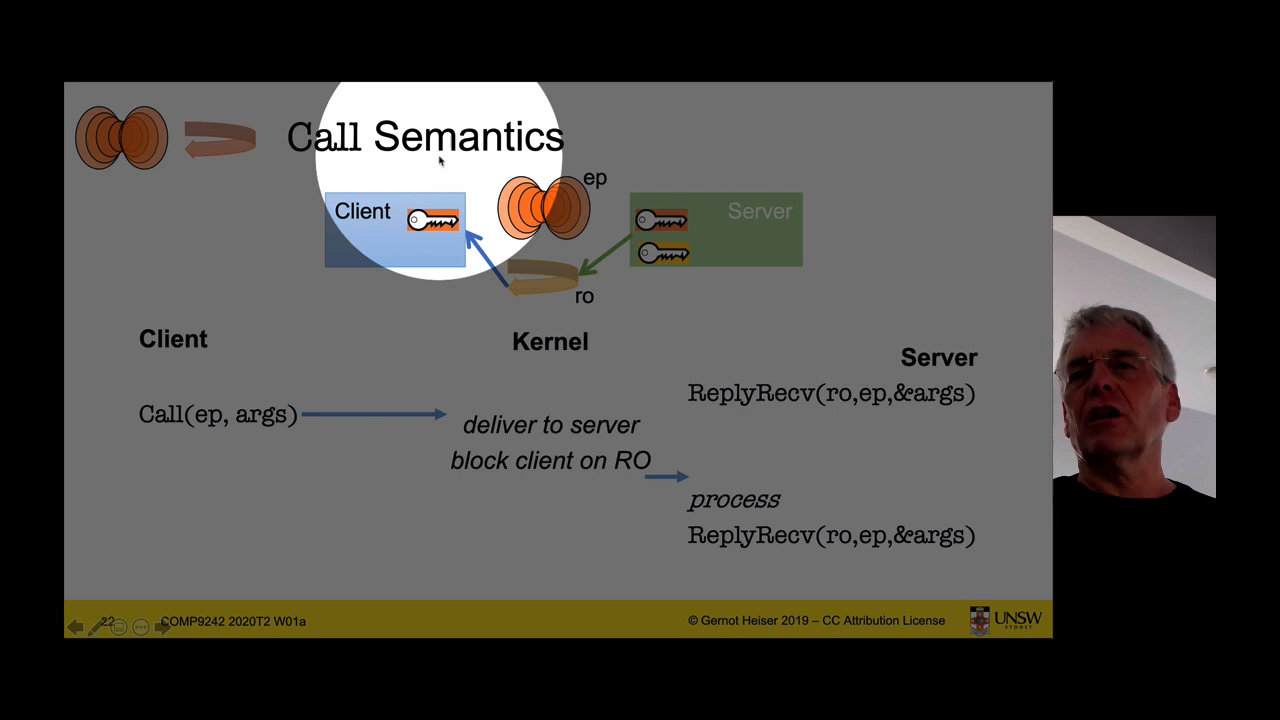 Call Semantics
ep
Client
Server
ro
Client
Kernel
Server
ReplyRecv(ro,ep,&args)
Call(ep, args)
deliver to server
block client on RO
process
ReplyRecv(ro,ep,&args)
22
COMP9242 2020T2 W01a
© Gernot Heiser 2019 – CC Attribution License
UNSW
SYDNEY